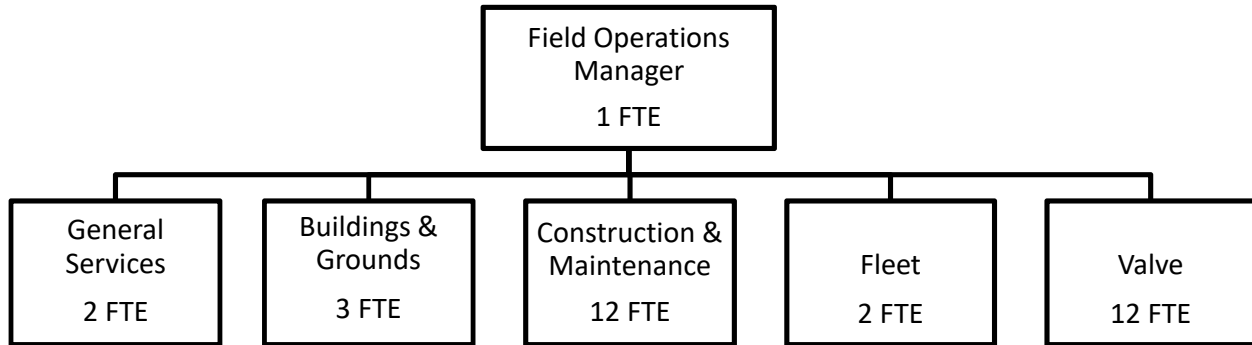 Field Operations
Manager
1 FTE
General
Services
2 FTE
Buildings &
Grounds
3 FTE
Construction &
Maintenance
12 FTE
Fleet
2 FTE
Valve
12 FTE